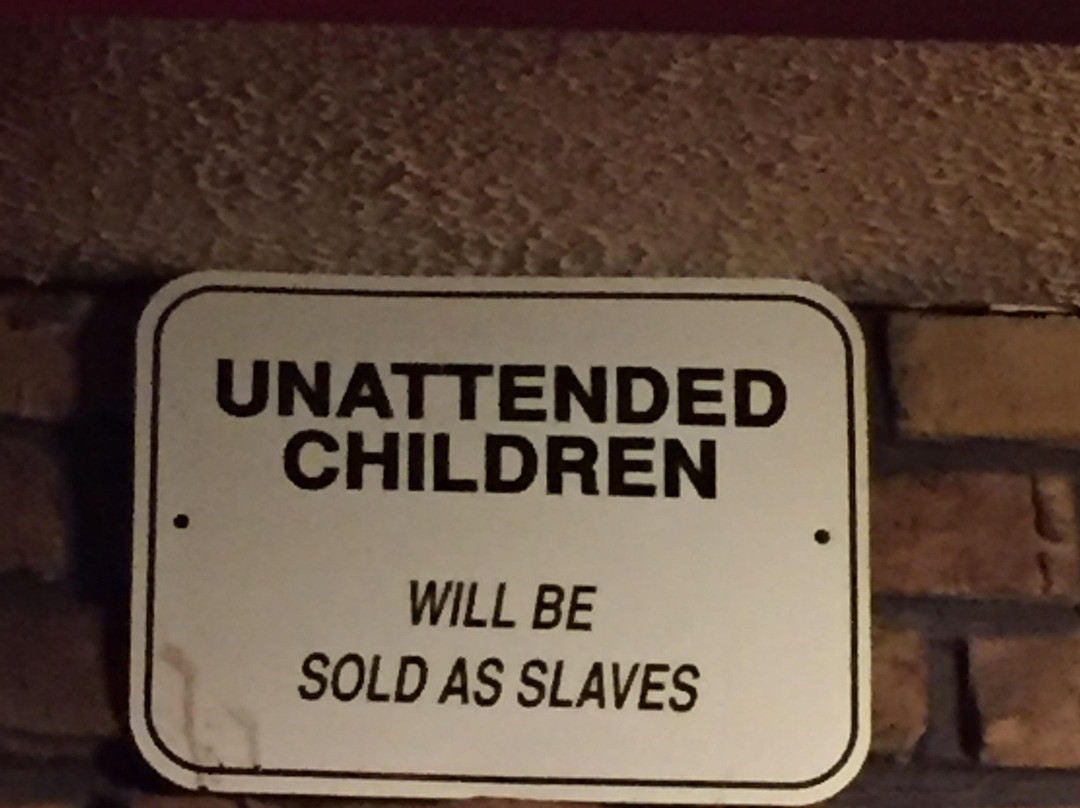 UNATTENDED
CHILDREN
WILL BE
SOLD AS SLAVES